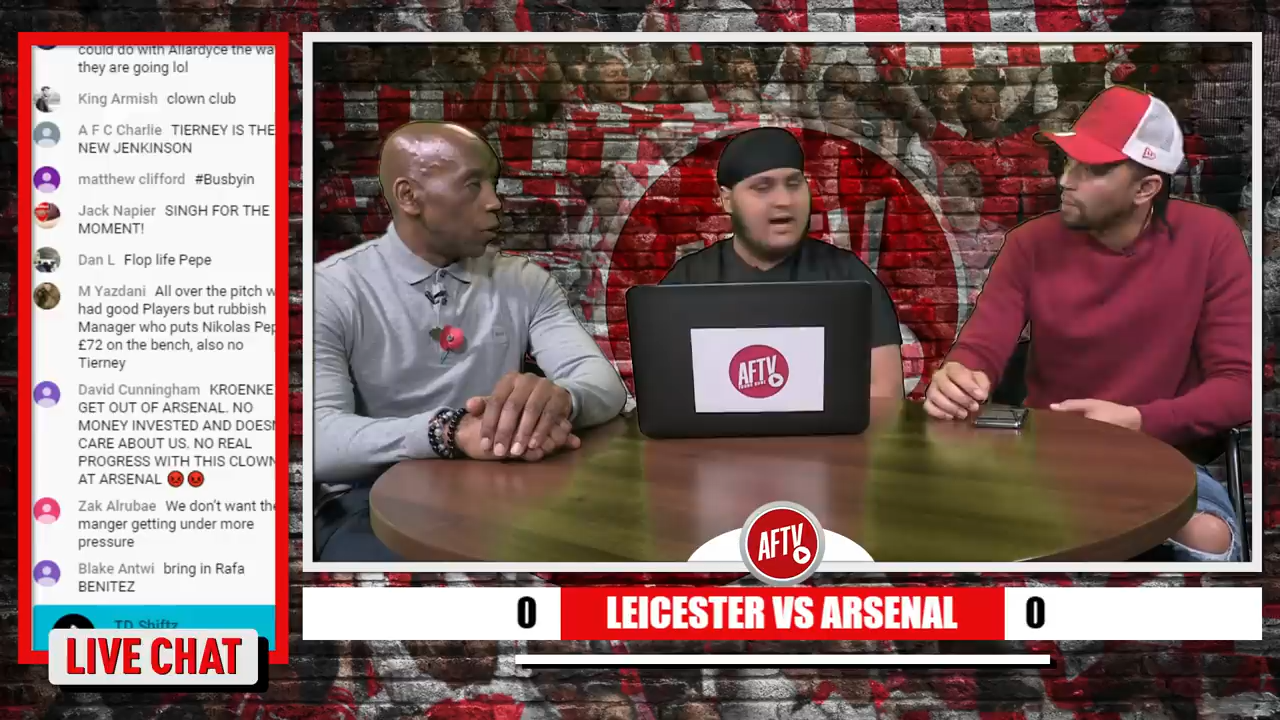 could do with Allardyce the wa
they are going lol
King Armish clown club
A F C Charlie TIERNEY IS THE
NEW JENKINSON
matthew clifford #Busbyin
Jack Napier SINGH FOR THE
MOMENT!
Dan L Flop life Pepe
M Yazdani All over the pitch w
had good Players but rubbish
Manager who puts Nikolas Pep
£72 on the bench, also no
Tierney
David Cunningham KROENKE
GET OUT OF ARSENAL. NO
MONEY INVESTED AND DOESN
CARE ABOUT US. NO REAL
PROGRESS WITH THIS CLOWN
AT ARSENAL
Zak Alrubae We don't want the
manger getting under more
pressure
Blake Antwi bring in Rafa
BENITEZ
TD Shiftz
LIVE CHAT
AFTV
AFTV
0 LEICESTER VS ARSENAL 0